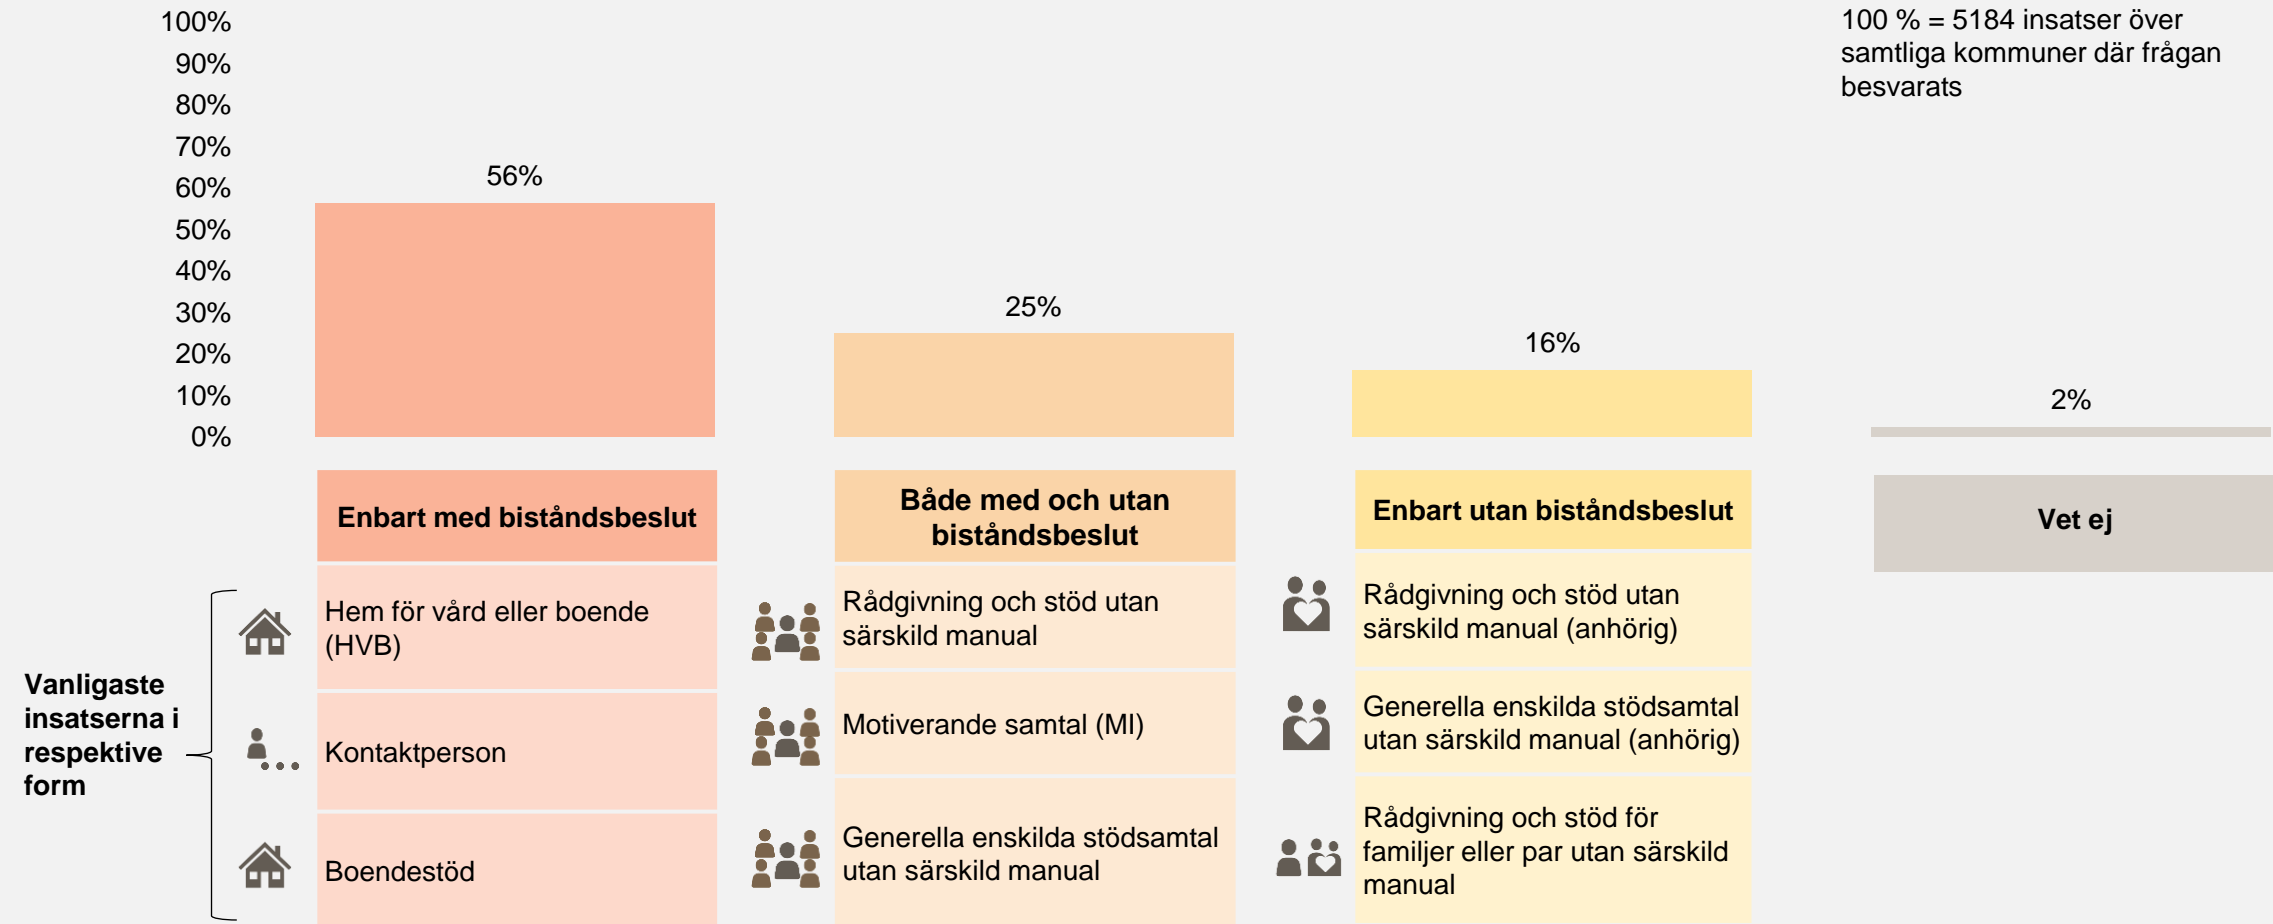 100%
90%
80%
70%
60%
50%
40%
30%
20%
10%
0%
100 % = 5184 insatser över
samtliga kommuner där frågan
besvarats
56%
25%
16%
2%
Enbart med biståndsbeslut
Både med och utan
biståndsbeslut
Enbart utan biståndsbeslut
Vet ej
Vanligaste
insatserna i
respektive
form
Hem för vård eller boende
(HVB)
Kontaktperson
Boendestöd
Rådgivning och stöd utan
särskild manual
Motiverande samtal (MI)
Generella enskilda stödsamtal
utan särskild manual
Rådgivning och stöd utan
särskild manual (anhörig)
Generella enskilda stödsamtal
utan särskild manual (anhörig)
Rådgivning och stöd för
familjer eller par utan särskild
manual